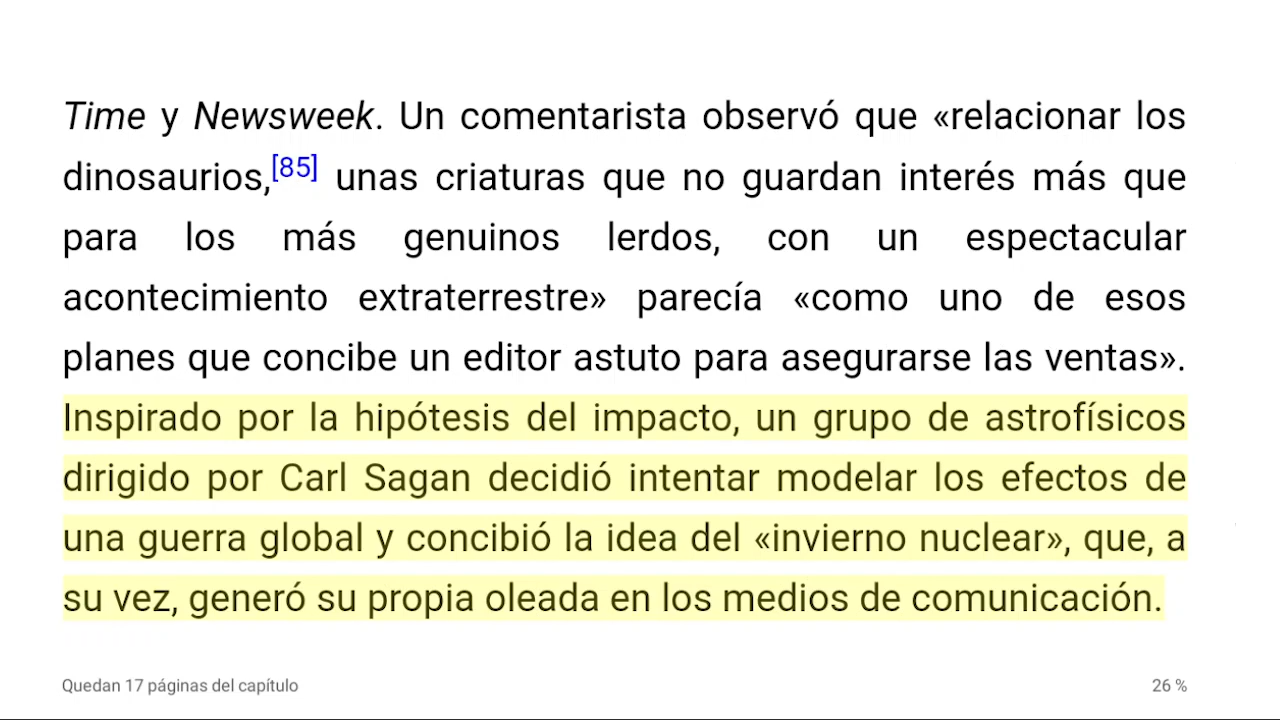 Time y Newsweek. Un comentarista observó que «relacionar los
dinosaurios,[85] unas criaturas que no guardan interés más que
para los más genuinos lerdos, con un espectacular
acontecimiento extraterrestre» parecía «como uno de esos
planes que concibe un editor astuto para asegurarse las ventas».
Inspirado por la hipótesis del impacto, un grupo de astrofísicos
dirigido por Carl Sagan decidió intentar modelar los efectos de
una guerra global y concibió la idea del «invierno nuclear», que, a
su vez, generó su propia oleada en los medios de comunicación.
Quedan 17 páginas del capítulo
26 %